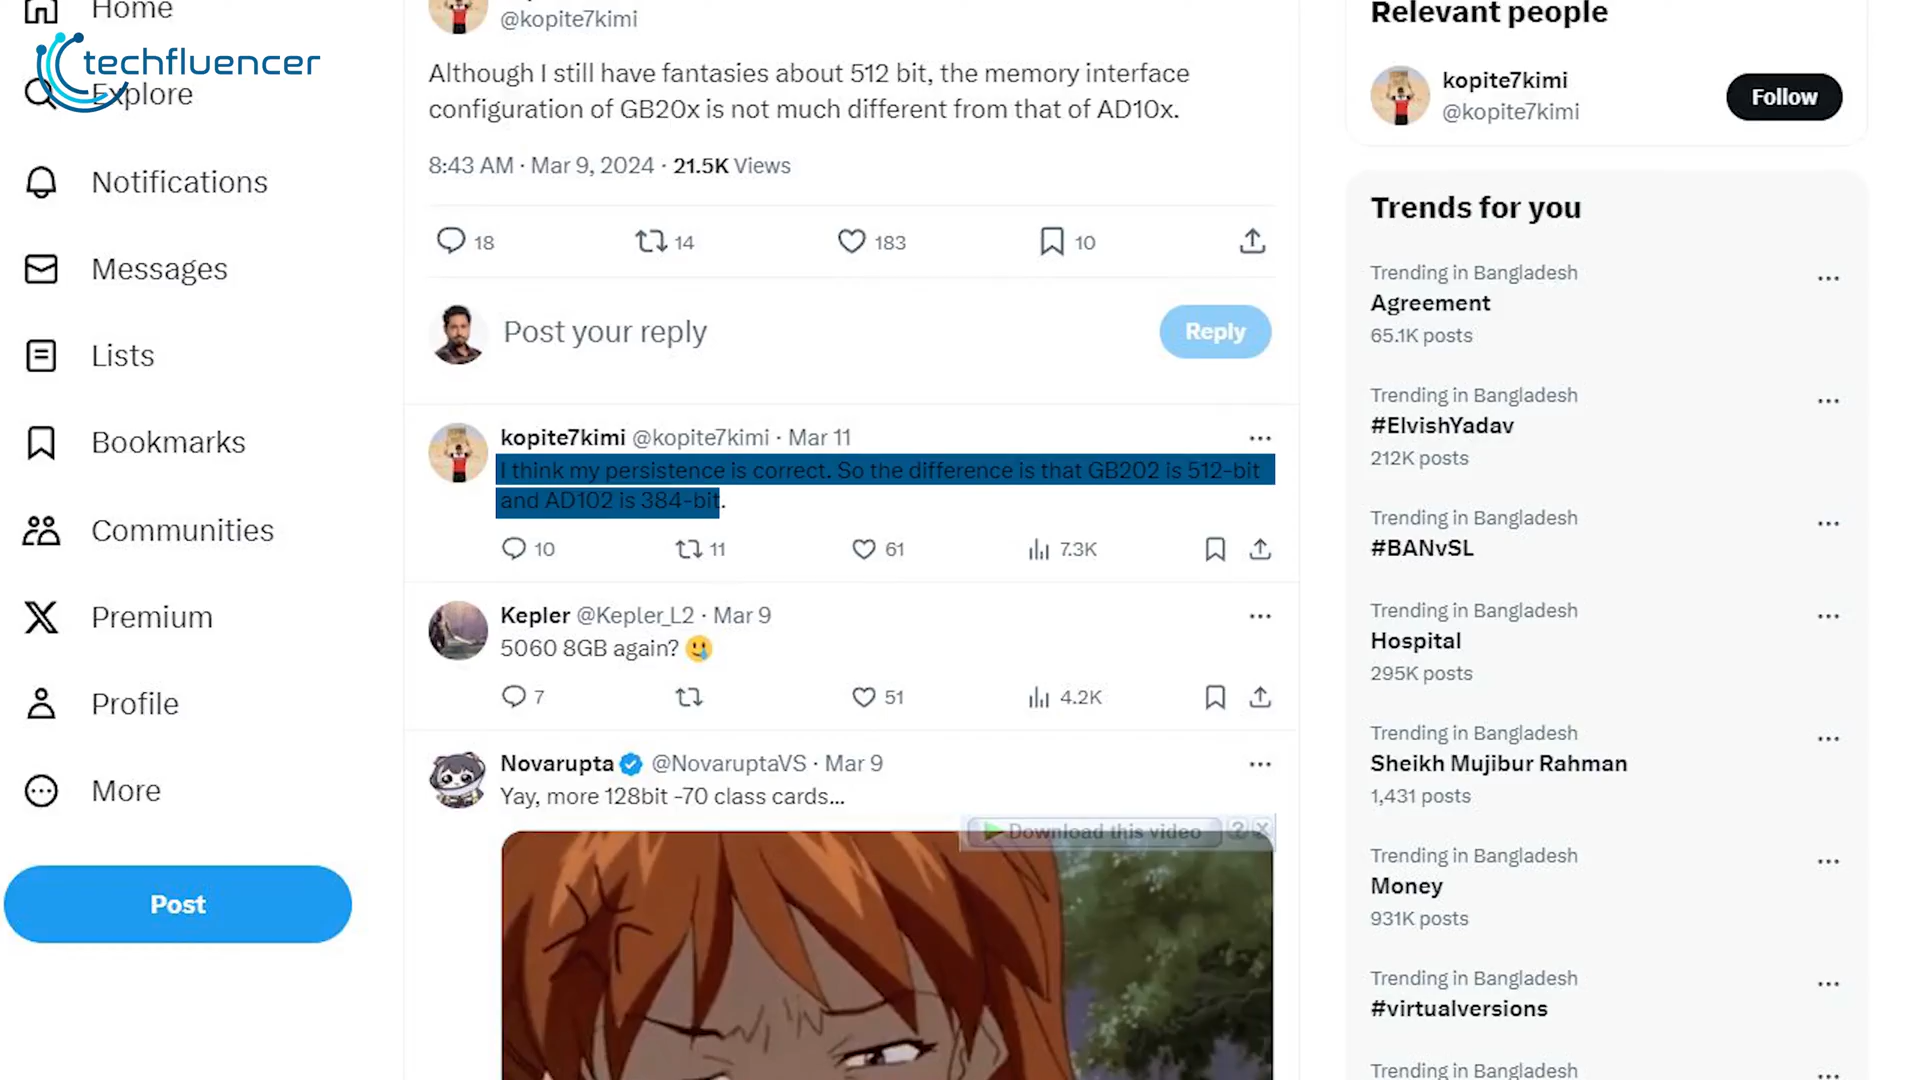 Home
techfluencer
Explore
Notifications
Messages
Lists
Bookmarks
Communities
Premium
Profile
More
Post
@kopite7kimi
Although I still have fantasies about 512 bit, the memory interface
configuration of GB20x is not much different from that of AD10x.
8:43 AM · Mar 9, 2024 · 21.5K Views
18 14 183 10
Post your reply
Reply
kopite7kimi @kopite7kimi · Mar 11
I think my persistence is correct. So the difference is that GB202 is 512-bit
and AD102 is 384-bit.
10 11 61 7.3K
Kepler @Kepler_L2 · Mar 9
5060 8GB again? 🥲
7 51 4.2K
Novarupta @NovaruptaVS · Mar 9
Yay, more 128bit -70 class cards...
Download this video ? X
Relevant people
kopite7kimi
@kopite7kimi
Follow
Trends for you
Trending in Bangladesh
Agreement
65.1K posts
Trending in Bangladesh
#ElvishYadav
212K posts
Trending in Bangladesh
#BANvSL
Trending in Bangladesh
Hospital
295K posts
Trending in Bangladesh
Sheikh Mujibur Rahman
1,431 posts
Trending in Bangladesh
Money
931K posts
Trending in Bangladesh
#virtualversions
Trending in Bangladesh